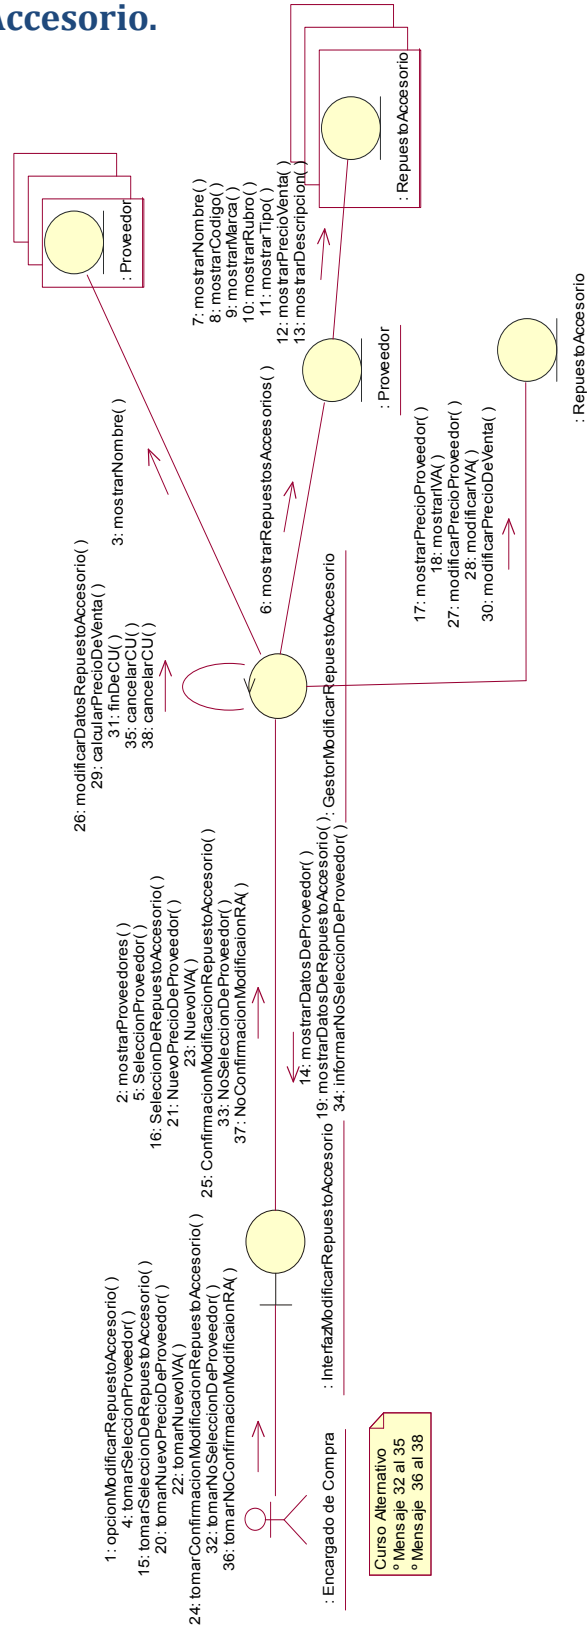 Accesorio.
1: opcionModificarRepuestoAccesorio( )
4: tomarSeleccionProveedor( )
15: tomarSeleccionDeRepuestoAccesorio( )
20: tomarNuevoPrecioDeProveedor( )
22: tomarNuevoIVA( )
24: tomarConfirmacionModificacionRepuestoAccesorio( )
32: tomarNoSeleccionDeProveedor( )
36: tomarNoConfirmacionModificaionRA( )
: Encargado de Compra
Curso Alternativo
º Mensaje 32 al 35
º Mensaje  36 al 38
: InterfazModificarRepuestoAccesorio
2: mostrarProveedores( )
5: SeleccionProveedor( )
16: SeleccionDeRepuestoAccesorio( )
21: NuevoPrecioDeProveedor( )
23: NuevoIVA( )
25: ConfirmacionModificacionRepuestoAccesorio( )
33: NoSeleccionDeProveedor( )
37: NoConfirmacionModificaionRA( )
14: mostrarDatosDeProveedor( )
19: mostrarDatosDeRepuestoAccesorio( )
34: informarNoSeleccionDeProveedor( )
: GestorModificarRepuestoAccesorio
26: modificarDatosRepuestoAccesorio( )
29: calcularPrecioDeVenta( )
31: finDeCU( )
35: cancelarCU( )
38: cancelarCU( )
3: mostrarNombre( )
: Proveedor
6: mostrarRepuestosAccesorios( )
: Proveedor
7: mostrarNombre( )
8: mostrarCodigo( )
9: mostrarMarca( )
10: mostrarRubro( )
11: mostrarTipo( )
12: mostrarPrecioVenta( )
13: mostrarDescripcion( )
: RepuestoAccesorio
17: mostrarPrecioProveedor( )
18: mostrarIVA( )
27: modificarPrecioProveedor( )
28: modificarIVA( )
30: modificarPrecioDeVenta( )
: RepuestoAccesorio